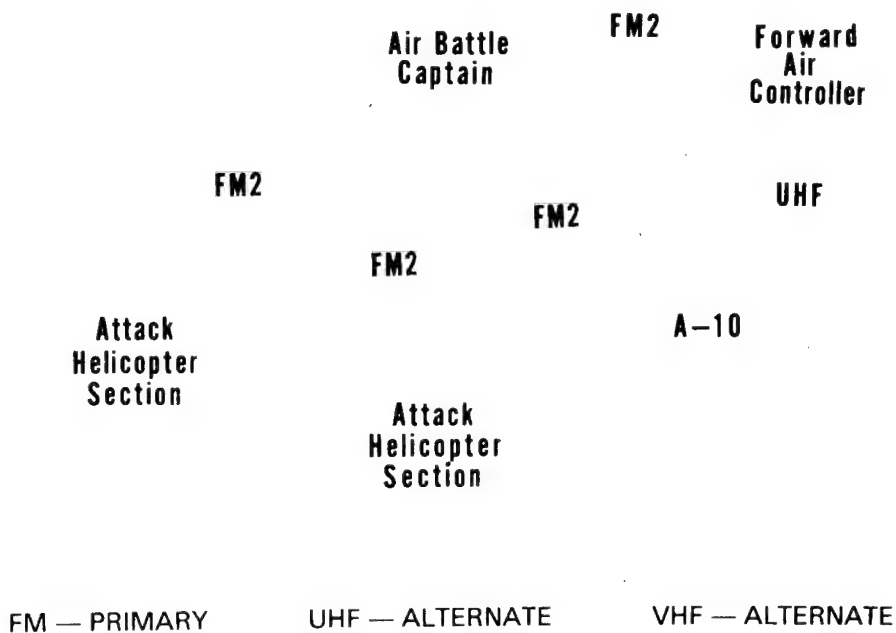 FM2
Air Battle
Captain
Forward
Air
Controller
FM2
UHF
FM2
FM2
Attack
Helicopter
Section
A—10
Attack
Helicopter
Section
FM — PRIMARY UHF — ALTERNATE VHF — ALTERNATE